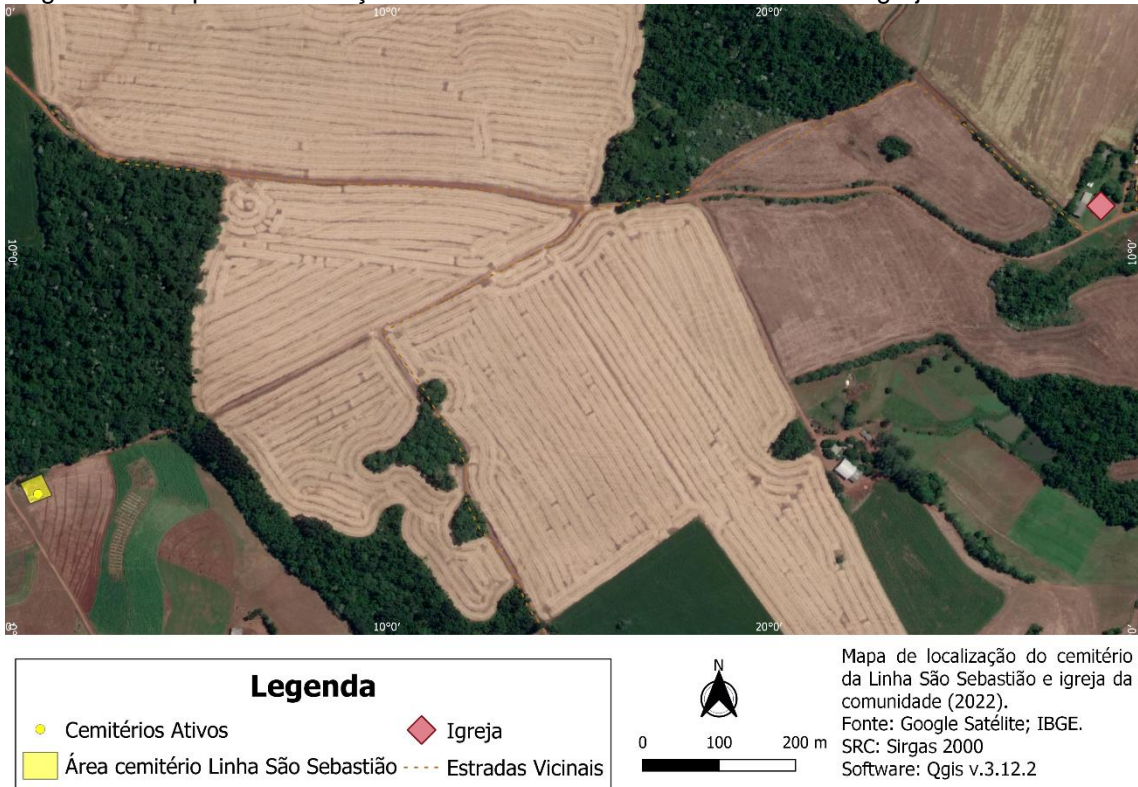 0°0'
10°0'
20°0'
10°0'
10°0'
10°0'
20°0'
Legenda
Cemitérios Ativos
Igreja
Área cemitério Linha São Sebastião
Estradas Vicinais
N
0 100 200 m
Mapa de localização do cemitério
da Linha São Sebastião e igreja da
comunidade (2022).
Fonte: Google Satélite; IBGE.
SRC: Sirgas 2000
Software: Qgis v.3.12.2